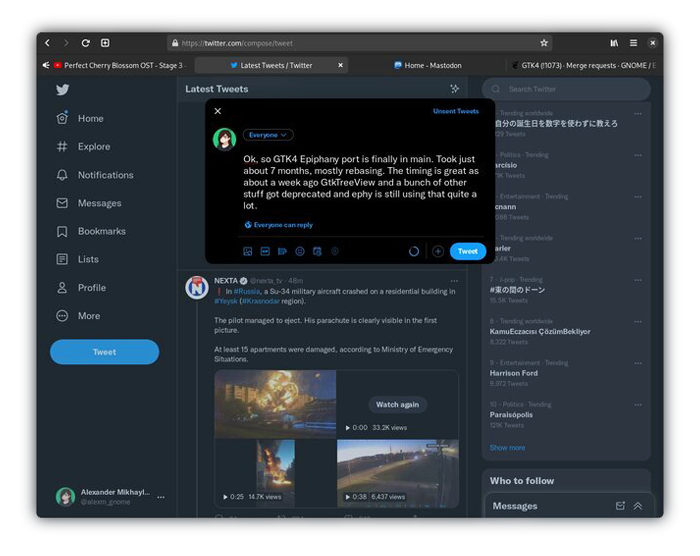 https://twitter.com/compose/tweet
Perfect Cherry Blossom OST - Stage 3
Latest Tweets / Twitter
Home - Mastodon
GTK4 (!1073) · Merge requests · GNOME / E
Latest Tweets
Search Twitter
Home
Explore
Notifications
Messages
Bookmarks
Lists
Profile
More
Tweet
Alexander Mikhayl...
@alexm_gnome
Unsent Tweets
Everyone
Ok, so GTK4 Epiphany port is finally in main. Took just
about 7 months, mostly rebasing. The timing is great as
about a week ago GtkTreeView and a bunch of other
stuff got deprecated and ephy is still using that quite a
lot.
Everyone can reply
GIF
Tweet
NEXTA @nexta_tv · 48m
In #Russia, a Su-34 military aircraft crashed on a residential building in
#Yeysk (#Krasnodar region).
The pilot managed to eject. His parachute is clearly visible in the first
picture.
At least 15 apartments were damaged, according to Ministry of Emergency
Situations.
Watch again
0:00 33.2K views
0:25 14.7K views
0:38 6,437 views
Trending worldwide
自分の誕生日を数字を使わずに教えろ
Tweets
Politics · Trending
arcísio
Tweets
Entertainment · Trending
Tweets
Trending worldwide
arler
Tweets
7 · J-pop · Trending
#束の間のドーン
15.5K Tweets
8 · Trending worldwide
KamuEczacısı ÇözümBekliyor
8,322 Tweets
9 · Entertainment · Trending
Harrison Ford
9,972 Tweets
10 · Politics · Trending
Paraisópolis
121K Tweets
Show more
Who to follow
Messages